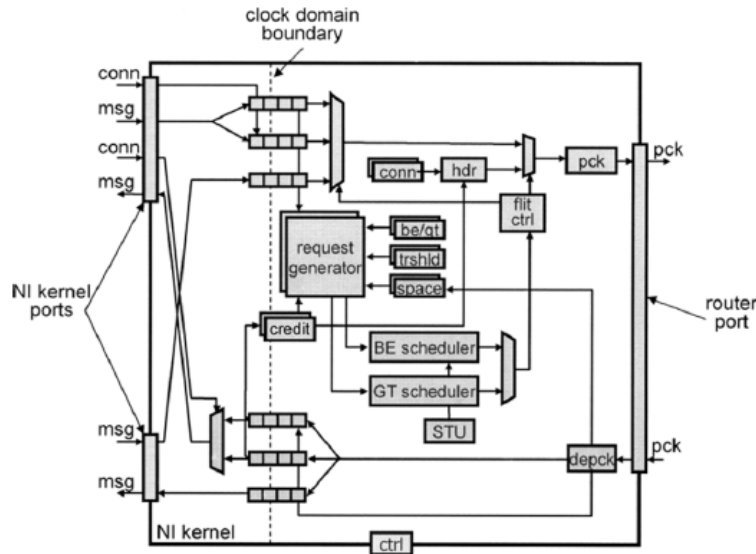 clock domain
boundary
conn
msg
conn
msg
conn
hdr
pck
pck
flit
ctrl
request
generator
be/gt
trshld
space
NI kernel
ports
router
port
credit
BE scheduler
GT scheduler
STU
msg
msg
depck
pck
NI kernel
ctrl